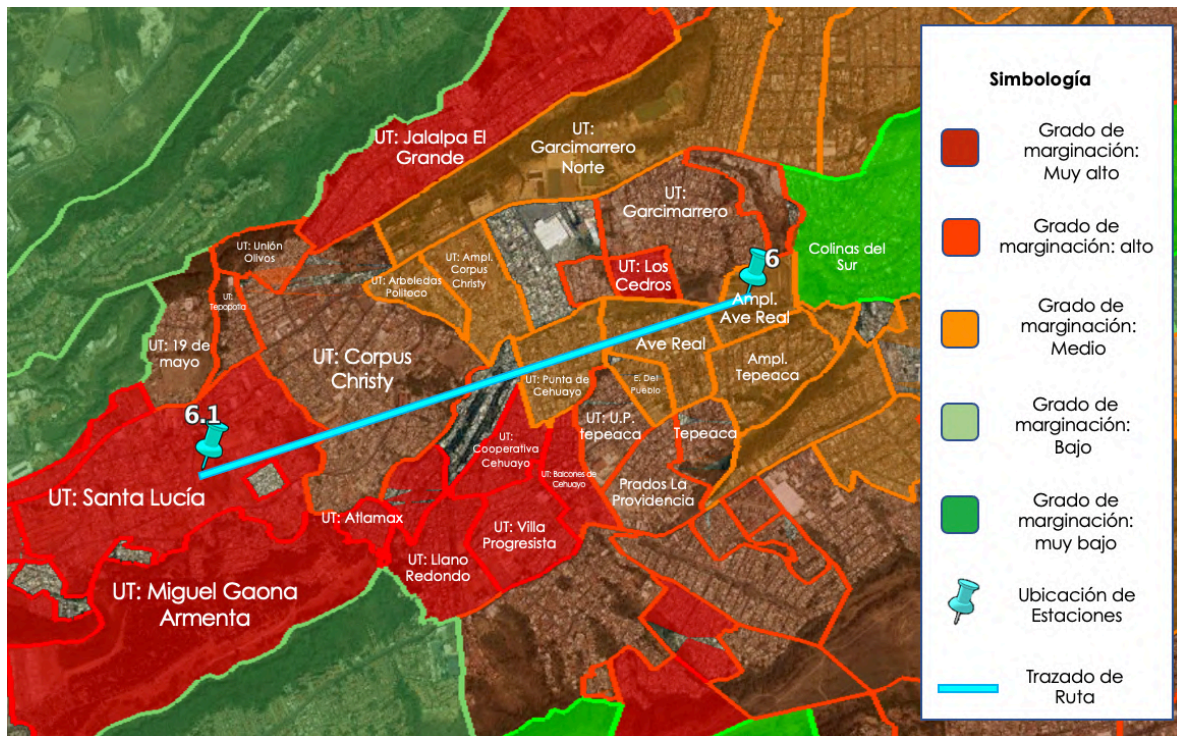 UT: Jalalpa El
Grande
UT:
Garcimarrero
Norte
UT:
Garcimarrero
UT: Unión
Olivos
UT: Ampl.
Corpus
Christy
UT: Los
Cedros
6
Colinas del
Sur
UT: Arboledas
Politoco
UT:
Tepopotla
Ampl.
Ave Real
UT: 19 de
mayo
UT: Corpus
Christy
Ave Real
Ampl.
Tepeaca
UT: Punta de
Cehuayo
E. Del
Pueblo
6.1
UT: U.P.
tepeaca
Tepeaca
UT:
Cooperativa
Cehuayo
UT: Balcones de
Cehuayo
Prados La
Providencia
UT: Santa Lucía
UT: Atlamax
UT: Villa
Progresista
UT: Llano
Redondo
UT: Miguel Gaona
Armenta
Simbología
Grado de
marginación:
Muy alto
Grado de
marginación: alto
Grado de
marginación:
Medio
Grado de
marginación:
Bajo
Grado de
marginación:
muy bajo
Ubicación de
Estaciones
Trazado de
Ruta